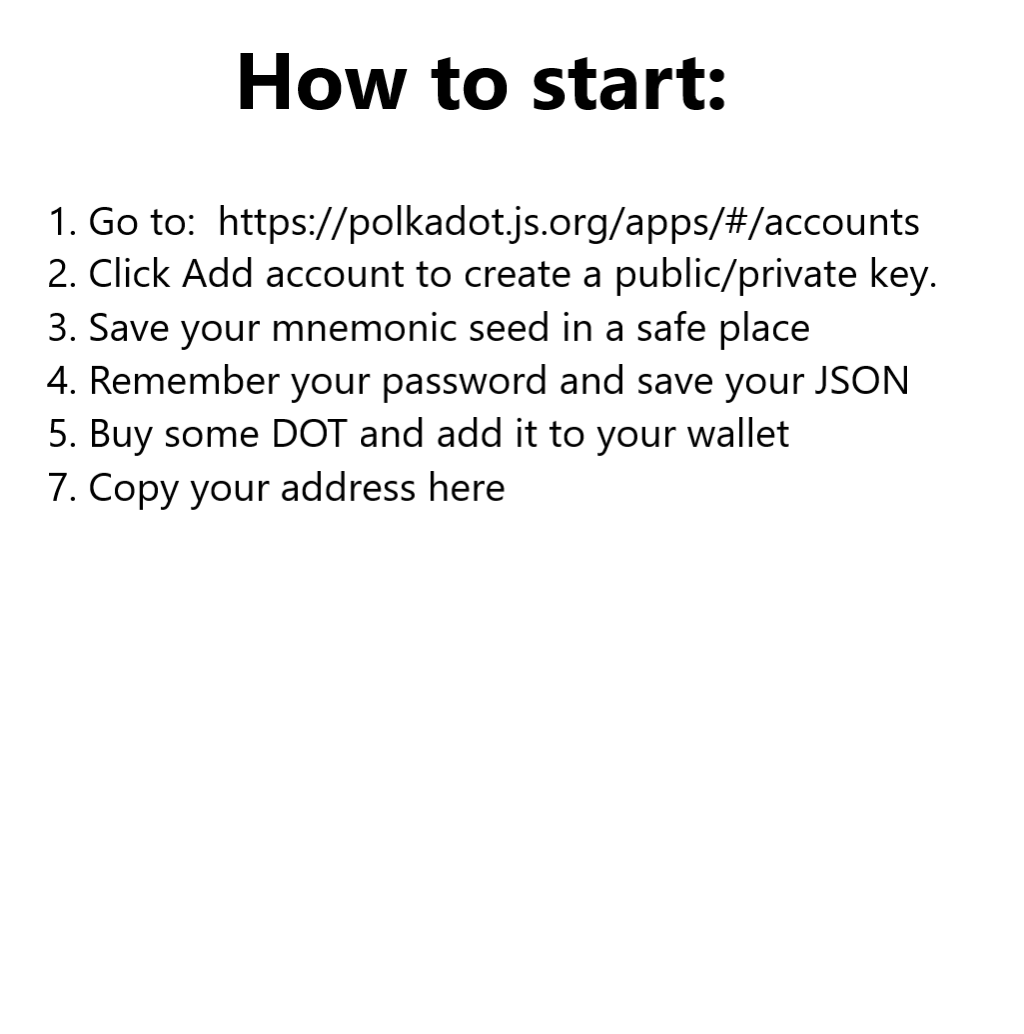 How to start:
1. Go to:  https://polkadot.js.org/apps/#/accounts
2. Click Add account to create a public/private key.
3. Save your mnemonic seed in a safe place
4. Remember your password and save your JSON
5. Buy some DOT and add it to your wallet
7. Copy your address here